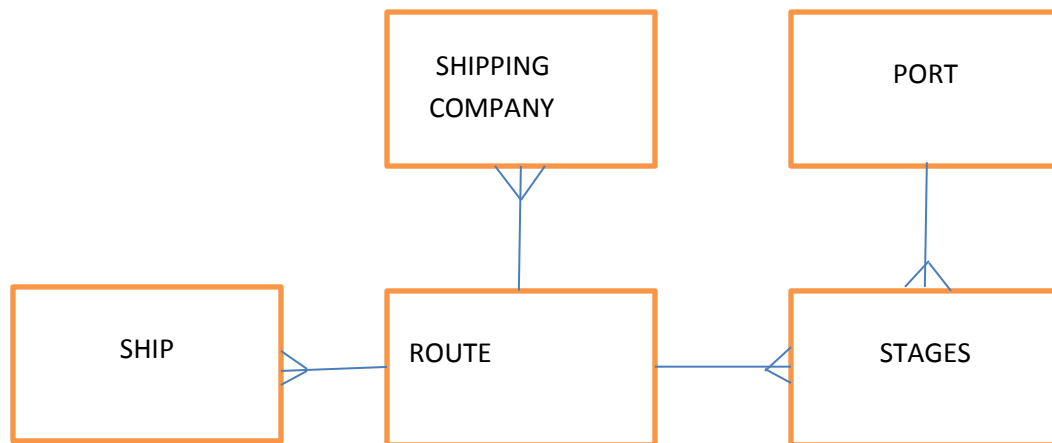 SHIPPING
COMPANY
PORT
SHIP
ROUTE
STAGES